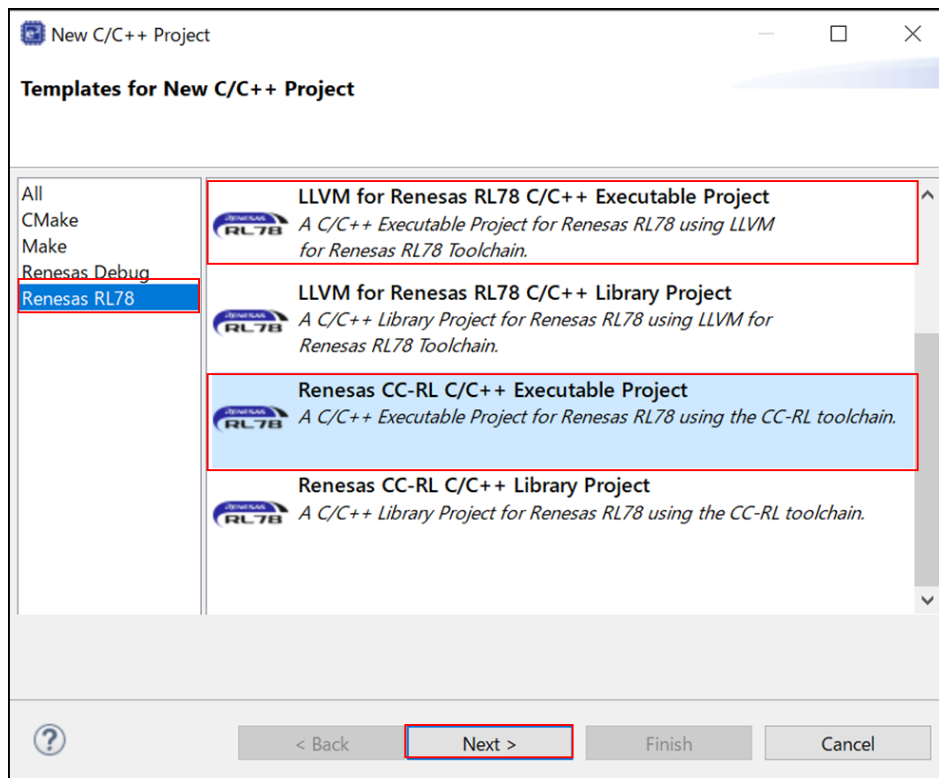 New C/C++ Project
Templates for New C/C++ Project
All
CMake
Make
Renesas Debug
Renesas RL78
RENESAS
RL78
LLVM for Renesas RL78 C/C++ Executable Project
A C/C++ Executable Project for Renesas RL78 using LLVM
for Renesas RL78 Toolchain.
RENESAS
RL78
LLVM for Renesas RL78 C/C++ Library Project
A C/C++ Library Project for Renesas RL78 using LLVM for
Renesas RL78 Toolchain.
RENESAS
RL78
Renesas CC-RL C/C++ Executable Project
A C/C++ Executable Project for Renesas RL78 using the CC-RL toolchain.
RENESAS
RL78
Renesas CC-RL C/C++ Library Project
A C/C++ Library Project for Renesas RL78 using the CC-RL toolchain.
?
< Back
Next >
Finish
Cancel